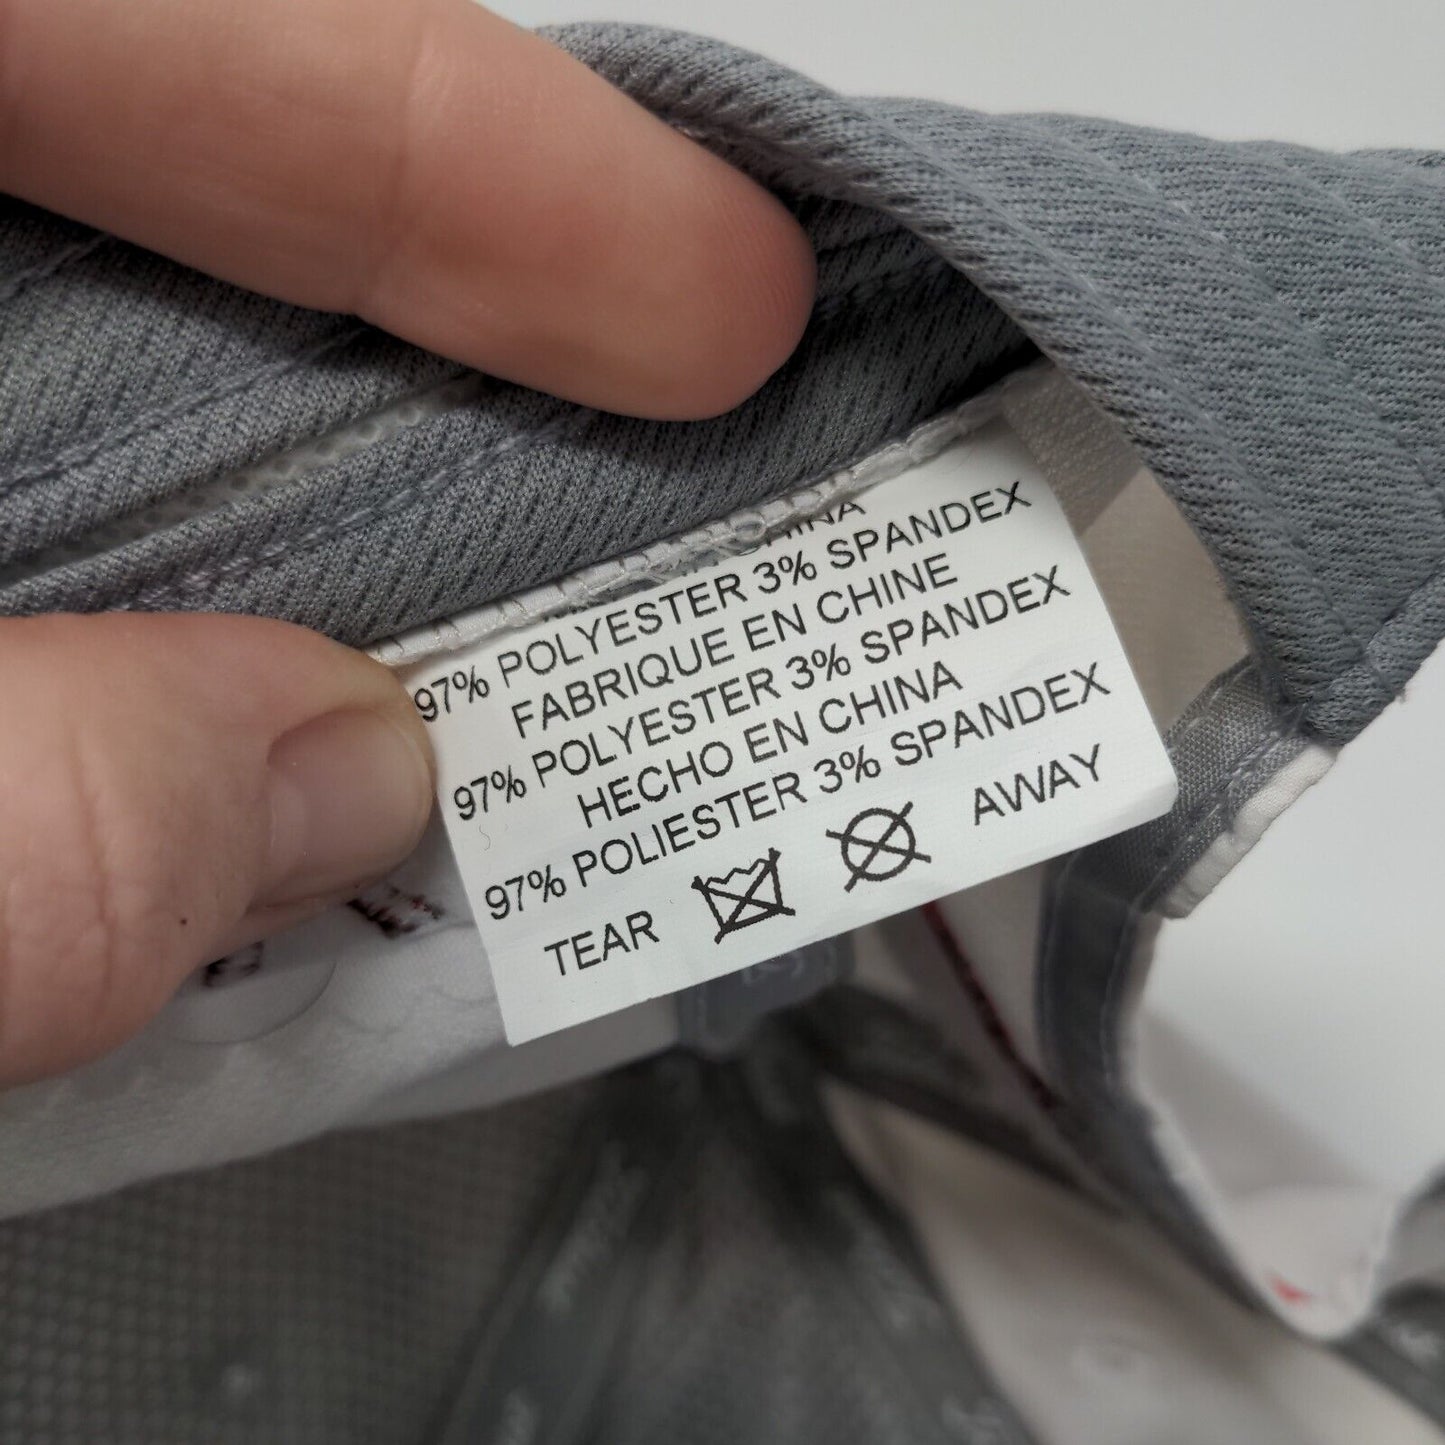 CHINA
97% POLYESTER 3% SPANDEX
FABRIQUE EN CHINE
97% POLYESTER 3% SPANDEX
HECHO EN CHINA
97% POLIESTER 3% SPANDEX
TEAR AWAY